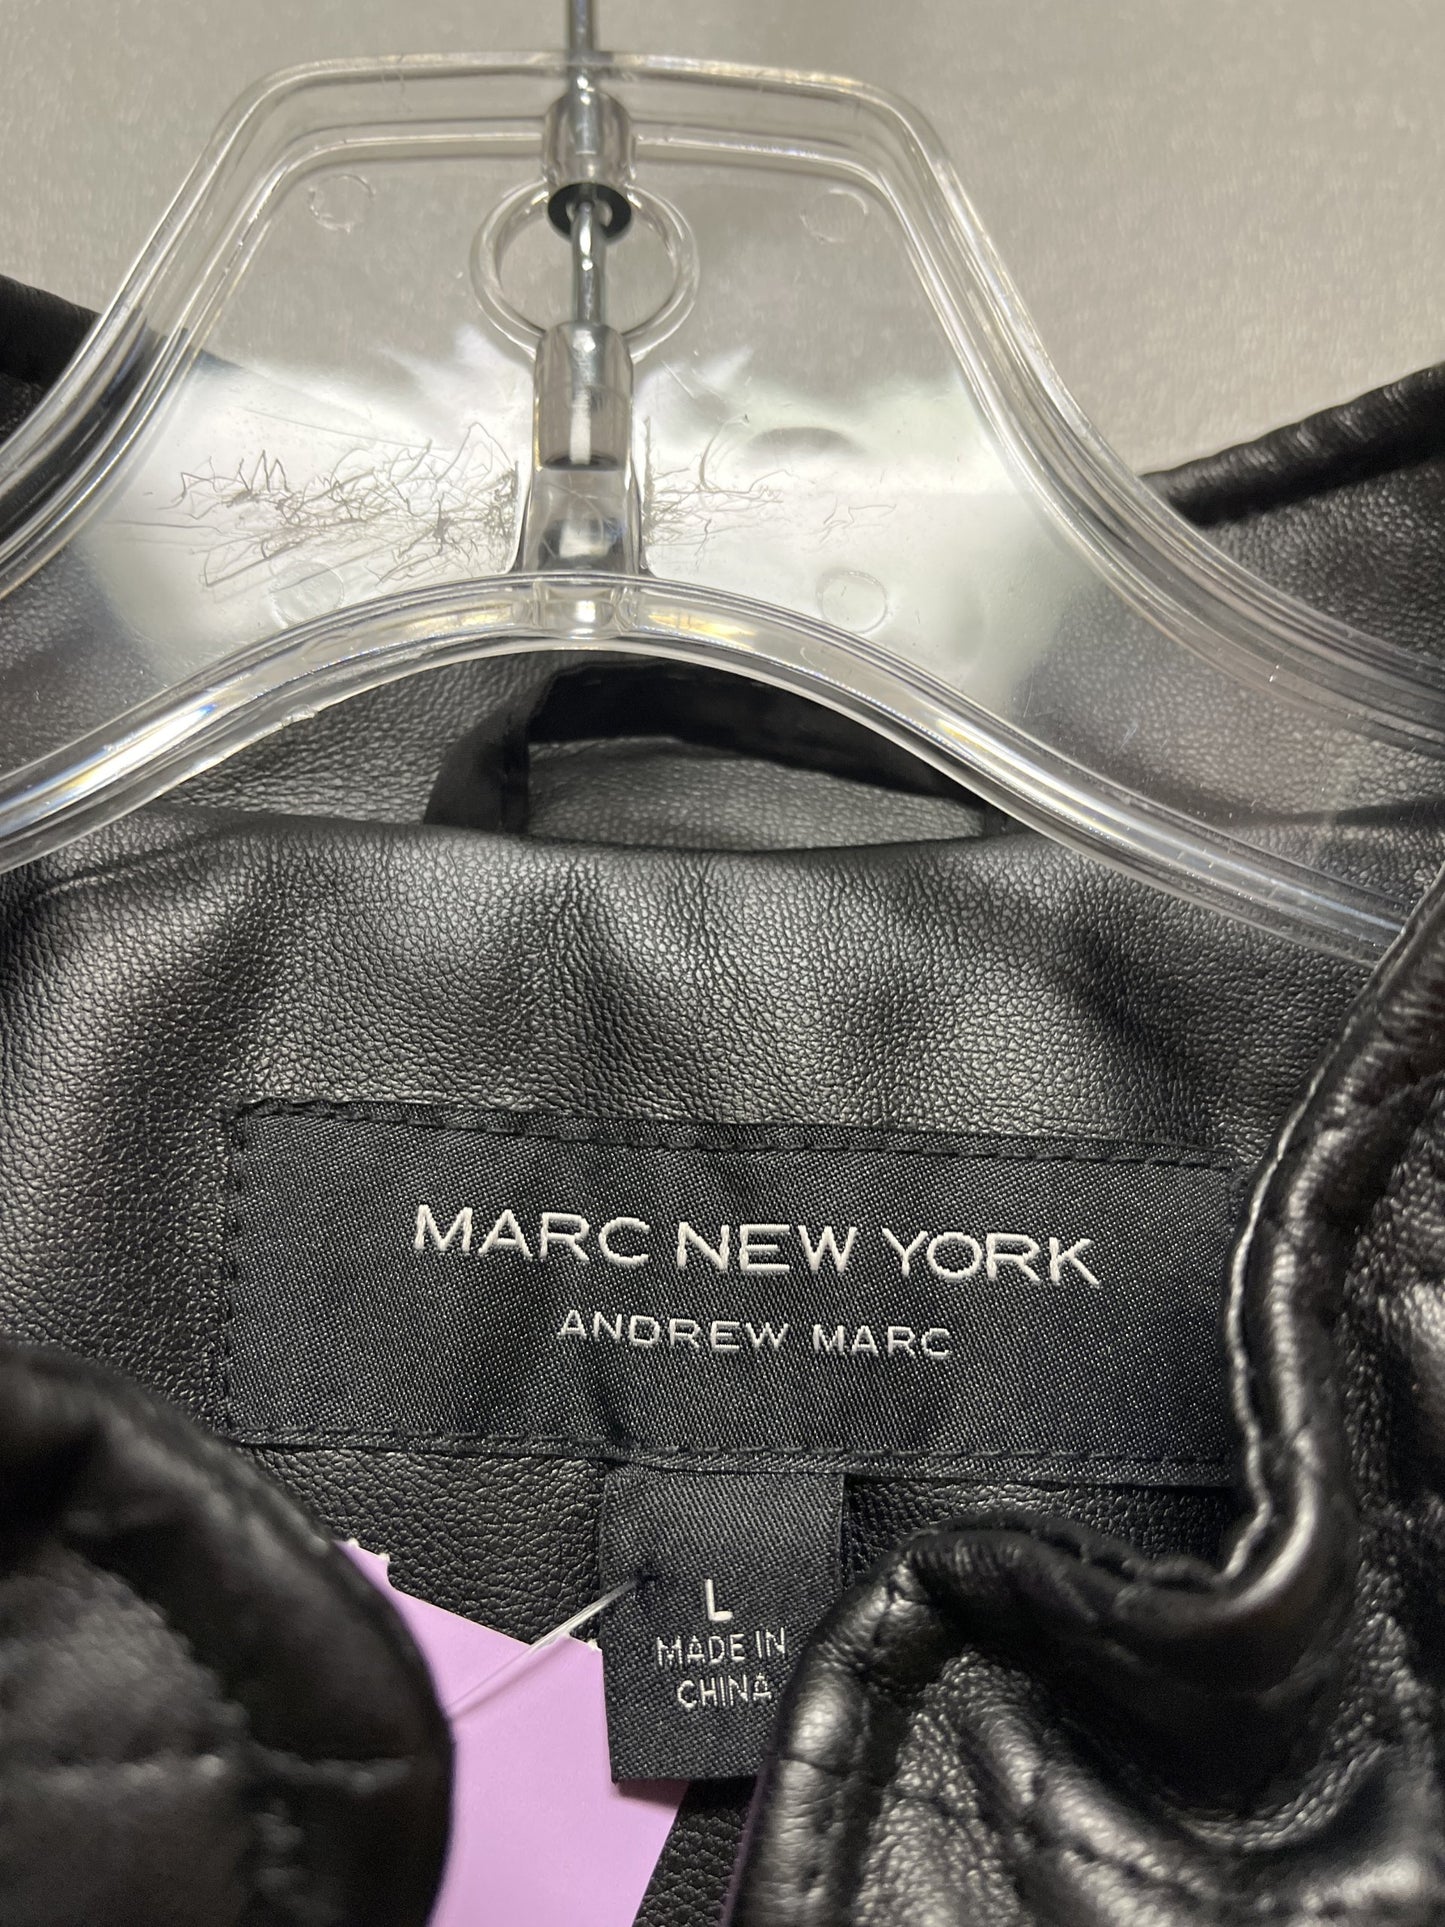 MARC NEW YORK
ANDREW MARC
L
MADE IN
CHINA